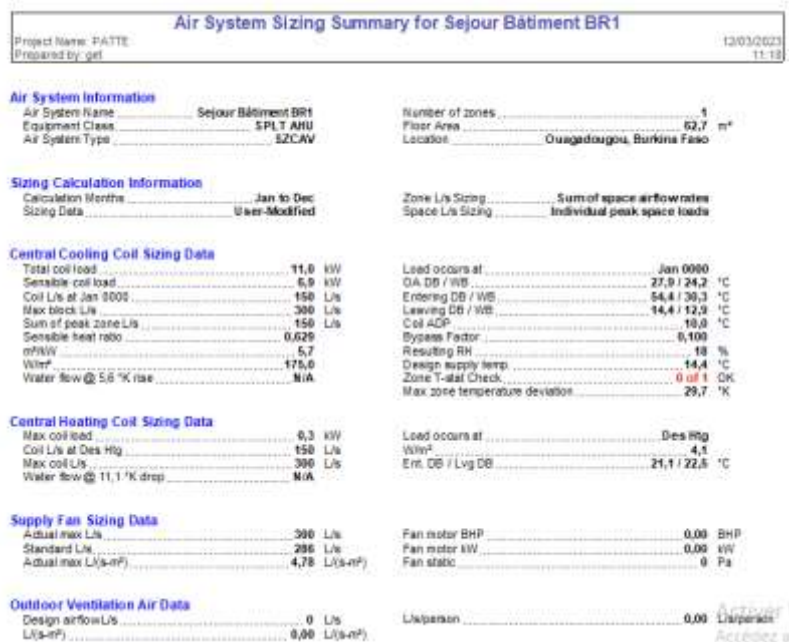 Air System Sizing Summary for Sejour Bâtiment BR1
Project Name: PATTE 12/03/2023
Prepared by: get 11:18
Air System Information
Air System Name Sejour Bâtiment BR1 Number of zones 1
Equipment Class SPLT AHU Floor Area 62,7 m²
Air System Type SZCAV Location Ouagadougou, Burkina Faso
Sizing Calculation Information
Calculation Months Jan to Dec Zone L/s Sizing Sum of space airflow rates
Sizing Data User-Modified Space L/s Sizing Individual peak space loads
Central Cooling Coil Sizing Data
Total coil load 11,0 kW Load occurs at Jan 0000
Sensible coil load 6,9 kW OA DB / WB 27,9 / 24,2 °C
Coil L/s at Jan 0000 150 L/s Entering DB / WB 54,4 / 30,3 °C
Max block L/s 300 L/s Leaving DB / WB 14,4 / 12,9 °C
Sum of peak zone L/s 150 L/s Coil ADP 10,0 °C
Sensible heat ratio 0,629 Bypass Factor 0,100
m²/kW 5,7 Resulting RH 18 %
W/m² 175,0 Design supply temp. 14,4 °C
Water flow @ 5,6 °K rise N/A Zone T-stat Check 0 of 1 OK
Max zone temperature deviation 29,7 °K
Central Heating Coil Sizing Data
Max coil load 0,3 kW Load occurs at Des Htg
Coil L/s at Des Htg 150 L/s W/m² 4,1
Max coil L/s 300 L/s Ent. DB / Lvg DB 21,1 / 22,5 °C
Water flow @ 11,1 °K drop N/A
Supply Fan Sizing Data
Actual max L/s 300 L/s Fan motor BHP 0,00 BHP
Standard L/s 286 L/s Fan motor kW 0,00 kW
Actual max L/(s-m²) 4,78 L/(s-m²) Fan static 0 Pa
Outdoor Ventilation Air Data
Design airflow L/s 0 L/s L/s/person 0,00 L/s/person
L/(s-m²) 0,00 L/(s-m²)
Activer
Accédez